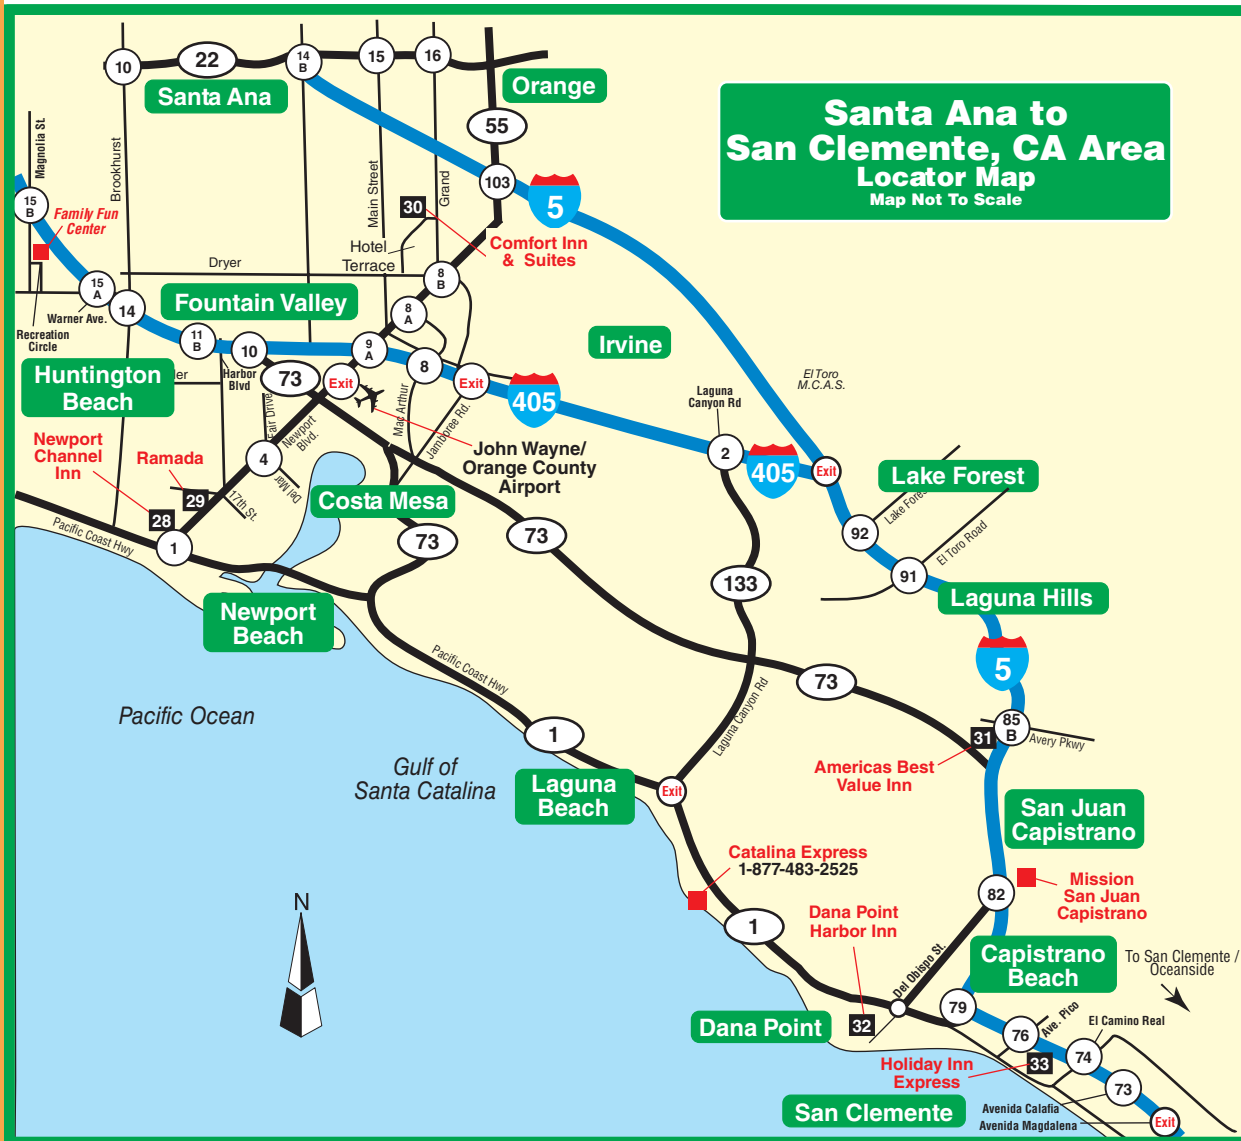 Santa Ana to
San Clemente, CA Area
Locator Map
Map Not To Scale
10
22
14
B
15
16
Santa Ana
Orange
55
103
5
Magnolia St.
Brookhurst
Main Street
Grand
15
B
Family Fun
Center
30
Comfort Inn
& Suites
Hotel
Terrace
Dryer
8
B
15
A
14
Warner Ave.
Fountain Valley
8
A
Recreation
Circle
11
B
10
9
A
8
Irvine
Huntington
Beach
ler
Harbor
Blvd
73
Exit
Exit
405
El Toro
M.C.A.S.
Laguna
Canyon Rd
Fair Drive
Newport
Blvd.
Mac Arthur
Jamboree Rd.
John Wayne/
Orange County
Airport
Newport
Channel
Inn
Ramada
4
Del Mar
2
405
Exit
Lake Forest
Lake Fores
29
17th St.
28
1
Costa Mesa
73
73
92
El Toro Road
91
Pacific Coast Hwy
133
Laguna Hills
Newport
Beach
5
Pacific Coast Hwy
73
Laguna Canyon Rd
Pacific Ocean
1
85
B
31
Avery Pkwy
Gulf of
Santa Catalina
Laguna
Beach
Exit
Americas Best
Value Inn
San Juan
Capistrano
Catalina Express
1-877-483-2525
82
Mission
San Juan
Capistrano
N
1
Dana Point
Harbor Inn
Del Obispo St.
Capistrano
Beach
To San Clemente /
Oceanside
79
Dana Point
32
76
Ave. Pico
El Camino Real
74
33
Holiday Inn
Express
73
San Clemente
Avenida Calafia
Avenida Magdalena
Exit